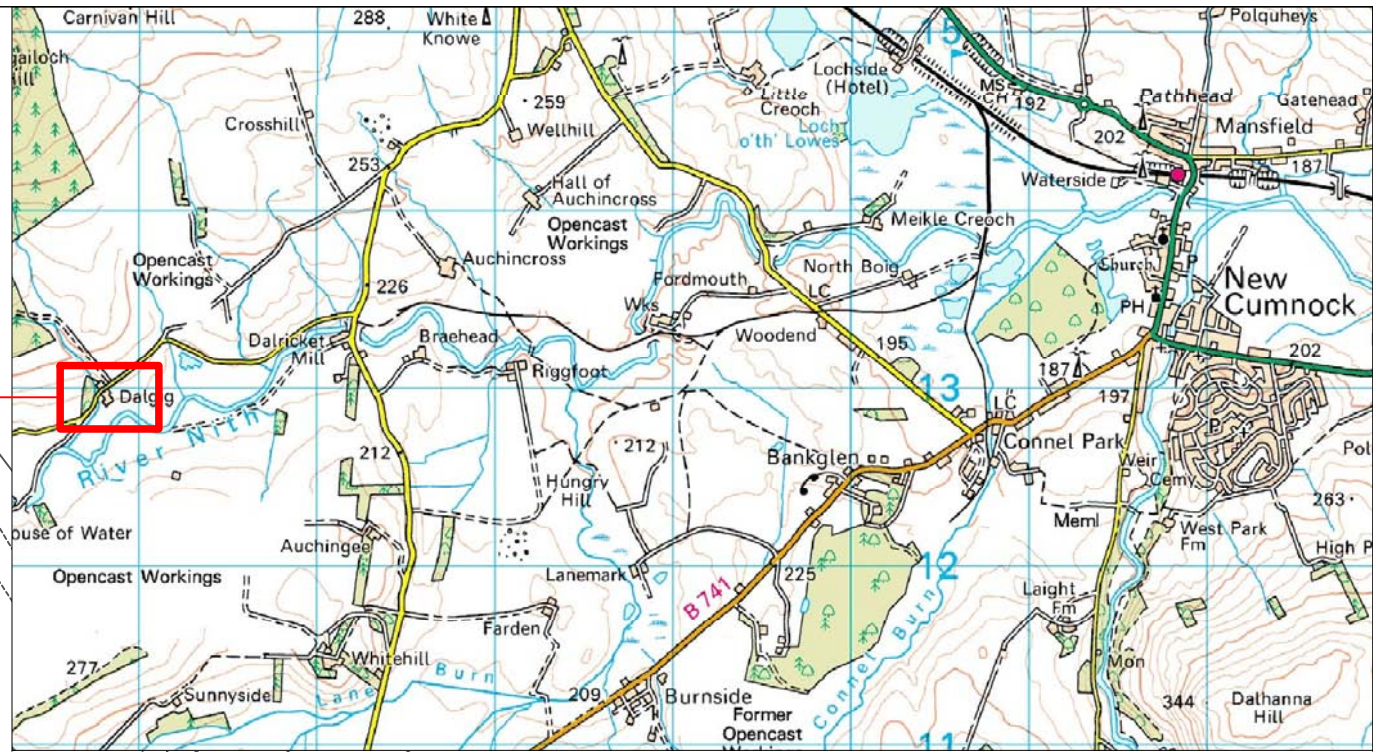 Carnivan Hill
288
White
Knowe
15
Polquheys
Lochside
(Hotel)
MS
CH
192
Pathhead
Gatehead
Little
Creoch
259
Wellhill
Crosshill
Loch
o'th' Lowes
202
Mansfield
187
253
Waterside
Hall of
Auchincross
Opencast
Workings
Meikle Creoch
Opencast
Workings
Auchincross
North Boig
Church
P
New
Cumnock
Fordmouth
226
LC
Wks
PH
Dalricket
Mill
Braehead
Woodend
Riggfoot
195
202
187
13
Dalgig
197
LC
River Nith
P
Connel Park
212
212
Bankglen
Weir
Cemy
Hungry
Hill
263
ouse of Water
Meml
West Park
Fm
Auchingee
High P
12
Opencast Workings
Lanemark
225
B 741
Laight
Fm
Farden
Connel Burn
Whitehill
277
Mon
Lane Burn
Sunnyside
209
Burnside
344
Dalhanna
Hill
Former
Opencast
11